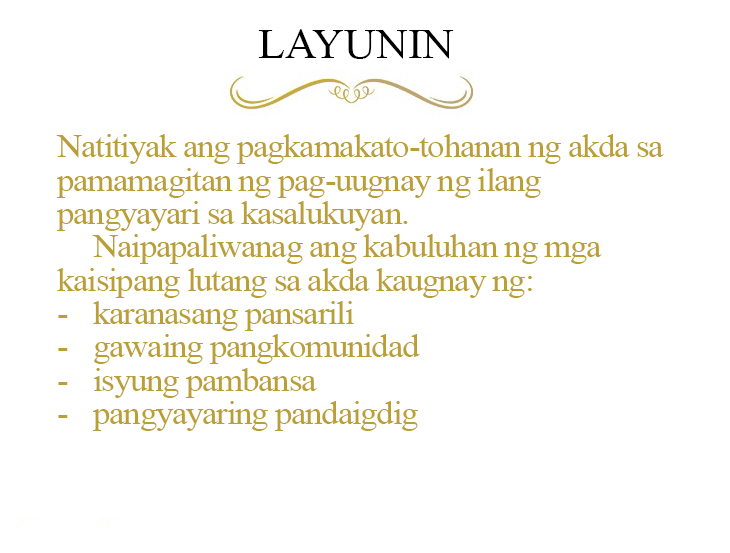 LAYUNIN
Natitiyak ang pagkamakato-tohanan ng akda sa
pamamagitan ng pag-uugnay ng ilang
pangyayari sa kasalukuyan.
Naipapaliwanag ang kabuluhan ng mga
kaisipang lutang sa akda kaugnay ng:
- karanasang pansarili
- gawaing pangkomunidad
- isyung pambansa
- pangyayaring pandaigdig